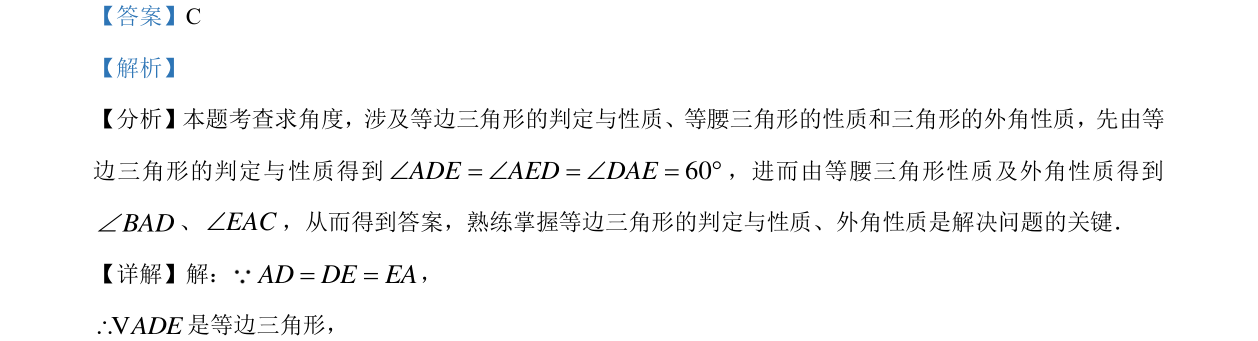 【答案】C
【解析】
【分析】本题考查求角度，涉及等边三角形的判定与性质、等腰三角形的性质和三角形的外角性质，先由等
边三角形的判定与性质得到∠ADE=∠AED=∠DAE=60°，进而由等腰三角形性质及外角性质得到
∠BAD、∠EAC，从而得到答案，熟练掌握等边三角形的判定与性质、外角性质是解决问题的关键．
【详解】解：∵AD=DE=EA，
∴VADE是等边三角形，